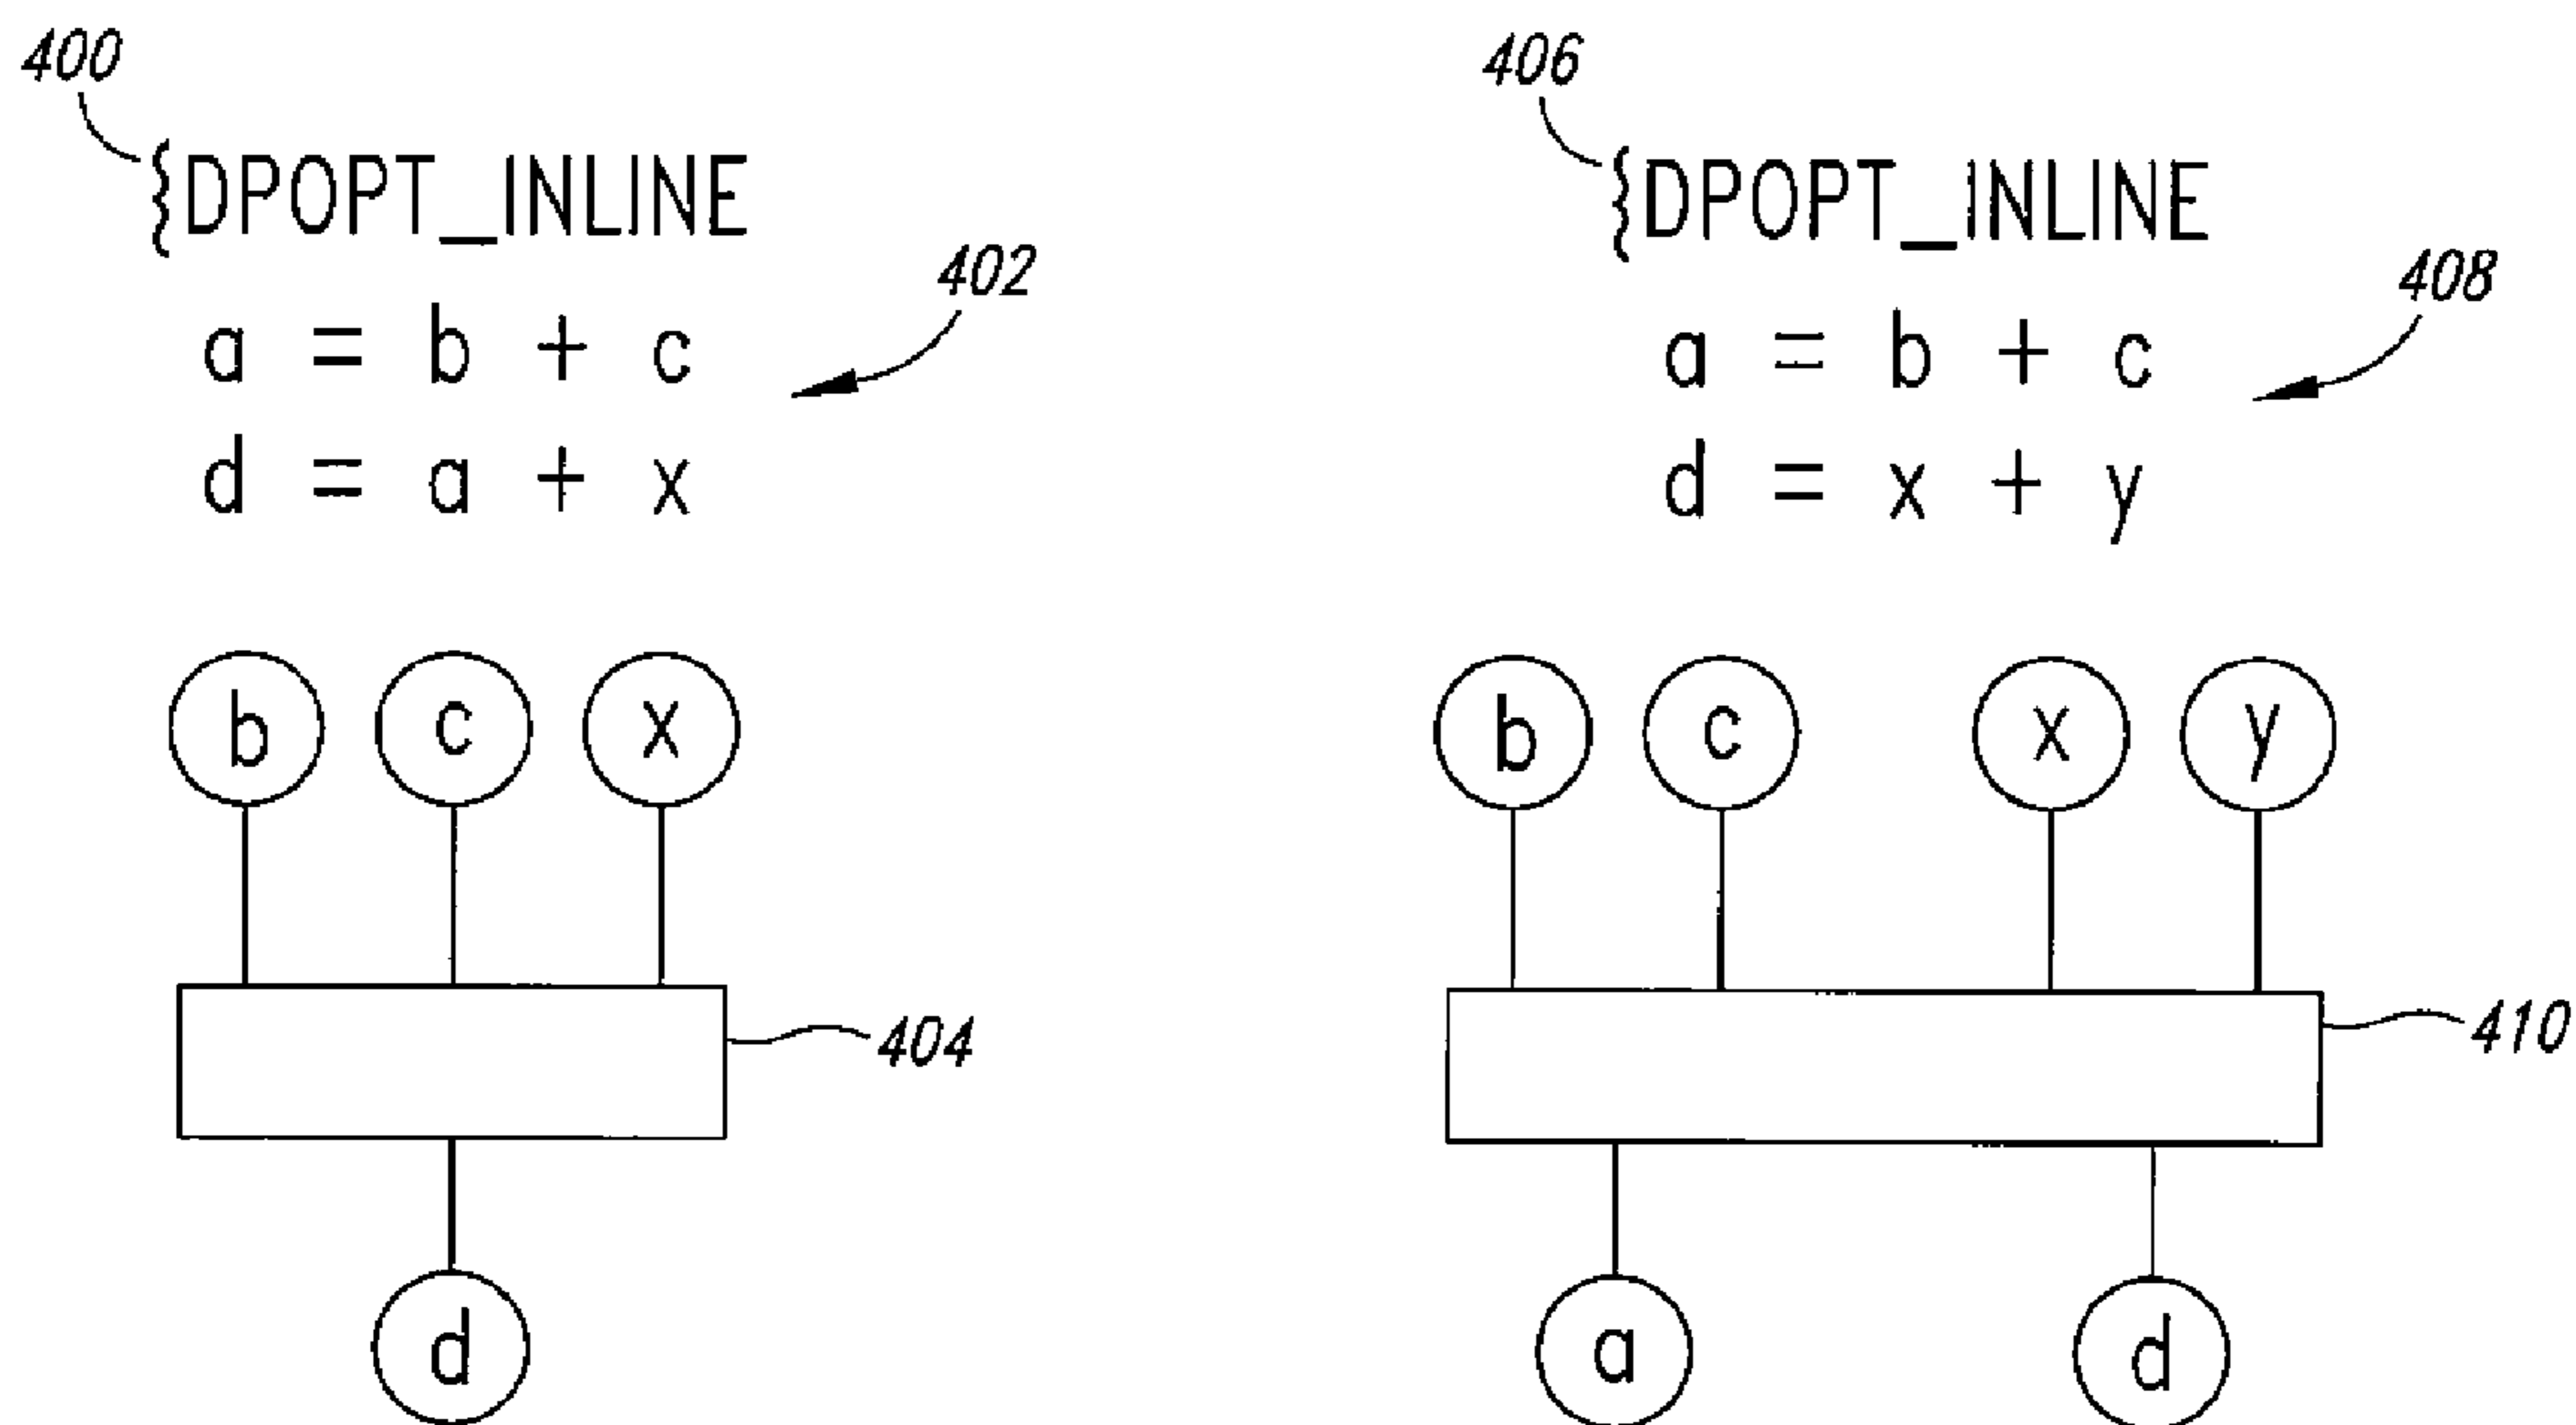 400
{DPOPT_INLINE
402
a = b + c
d = a + x
b c x
404
d
406
{DPOPT_INLINE
408
a = b + c
d = x + y
b c x y
410
a d